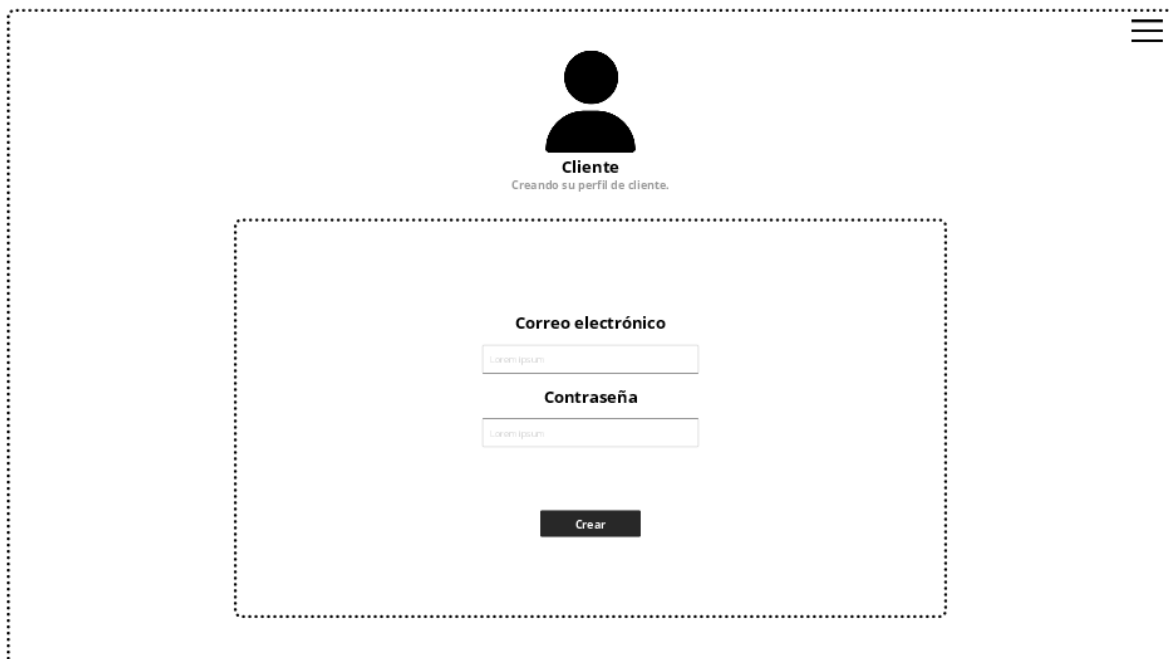 Cliente
Creando su perfil de cliente.
Correo electrónico
Lorem ipsum
Contraseña
Lorem ipsum
Crear